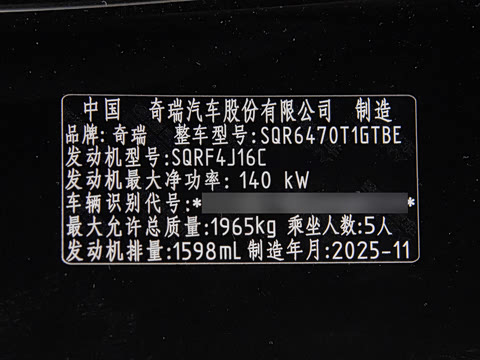 中国 奇瑞汽车股份有限公司 制造
品牌:奇瑞 整车型号:SQR6470T1GTBE
发动机型号:SQRF4J16C
发动机最大净功率: 140 kW
车辆识别代号:* *
最大允许总质量:1965kg 乘坐人数:5人
发动机排量:1598mL 制造年月:2025-11